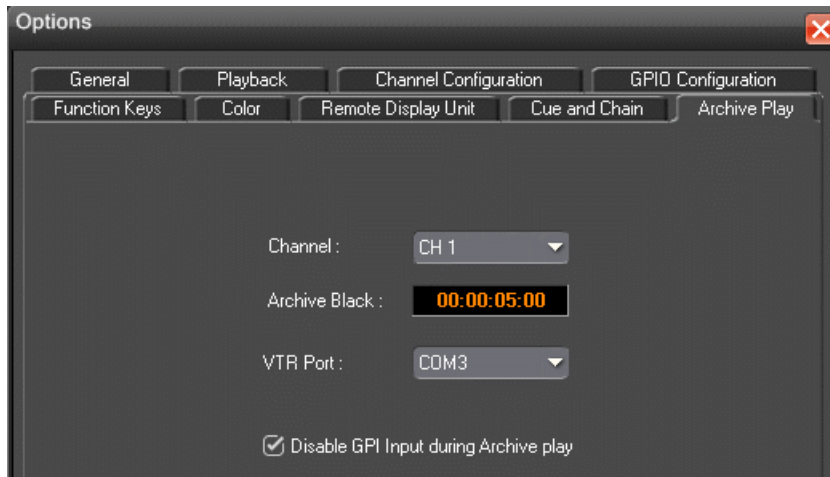 Options
General Playback Channel Configuration GPIO Configuration
Function Keys Color Remote Display Unit Cue and Chain Archive Play
Channel : CH 1
Archive Black : 00:00:05:00
VTR Port : COM3
Disable GPI Input during Archive play